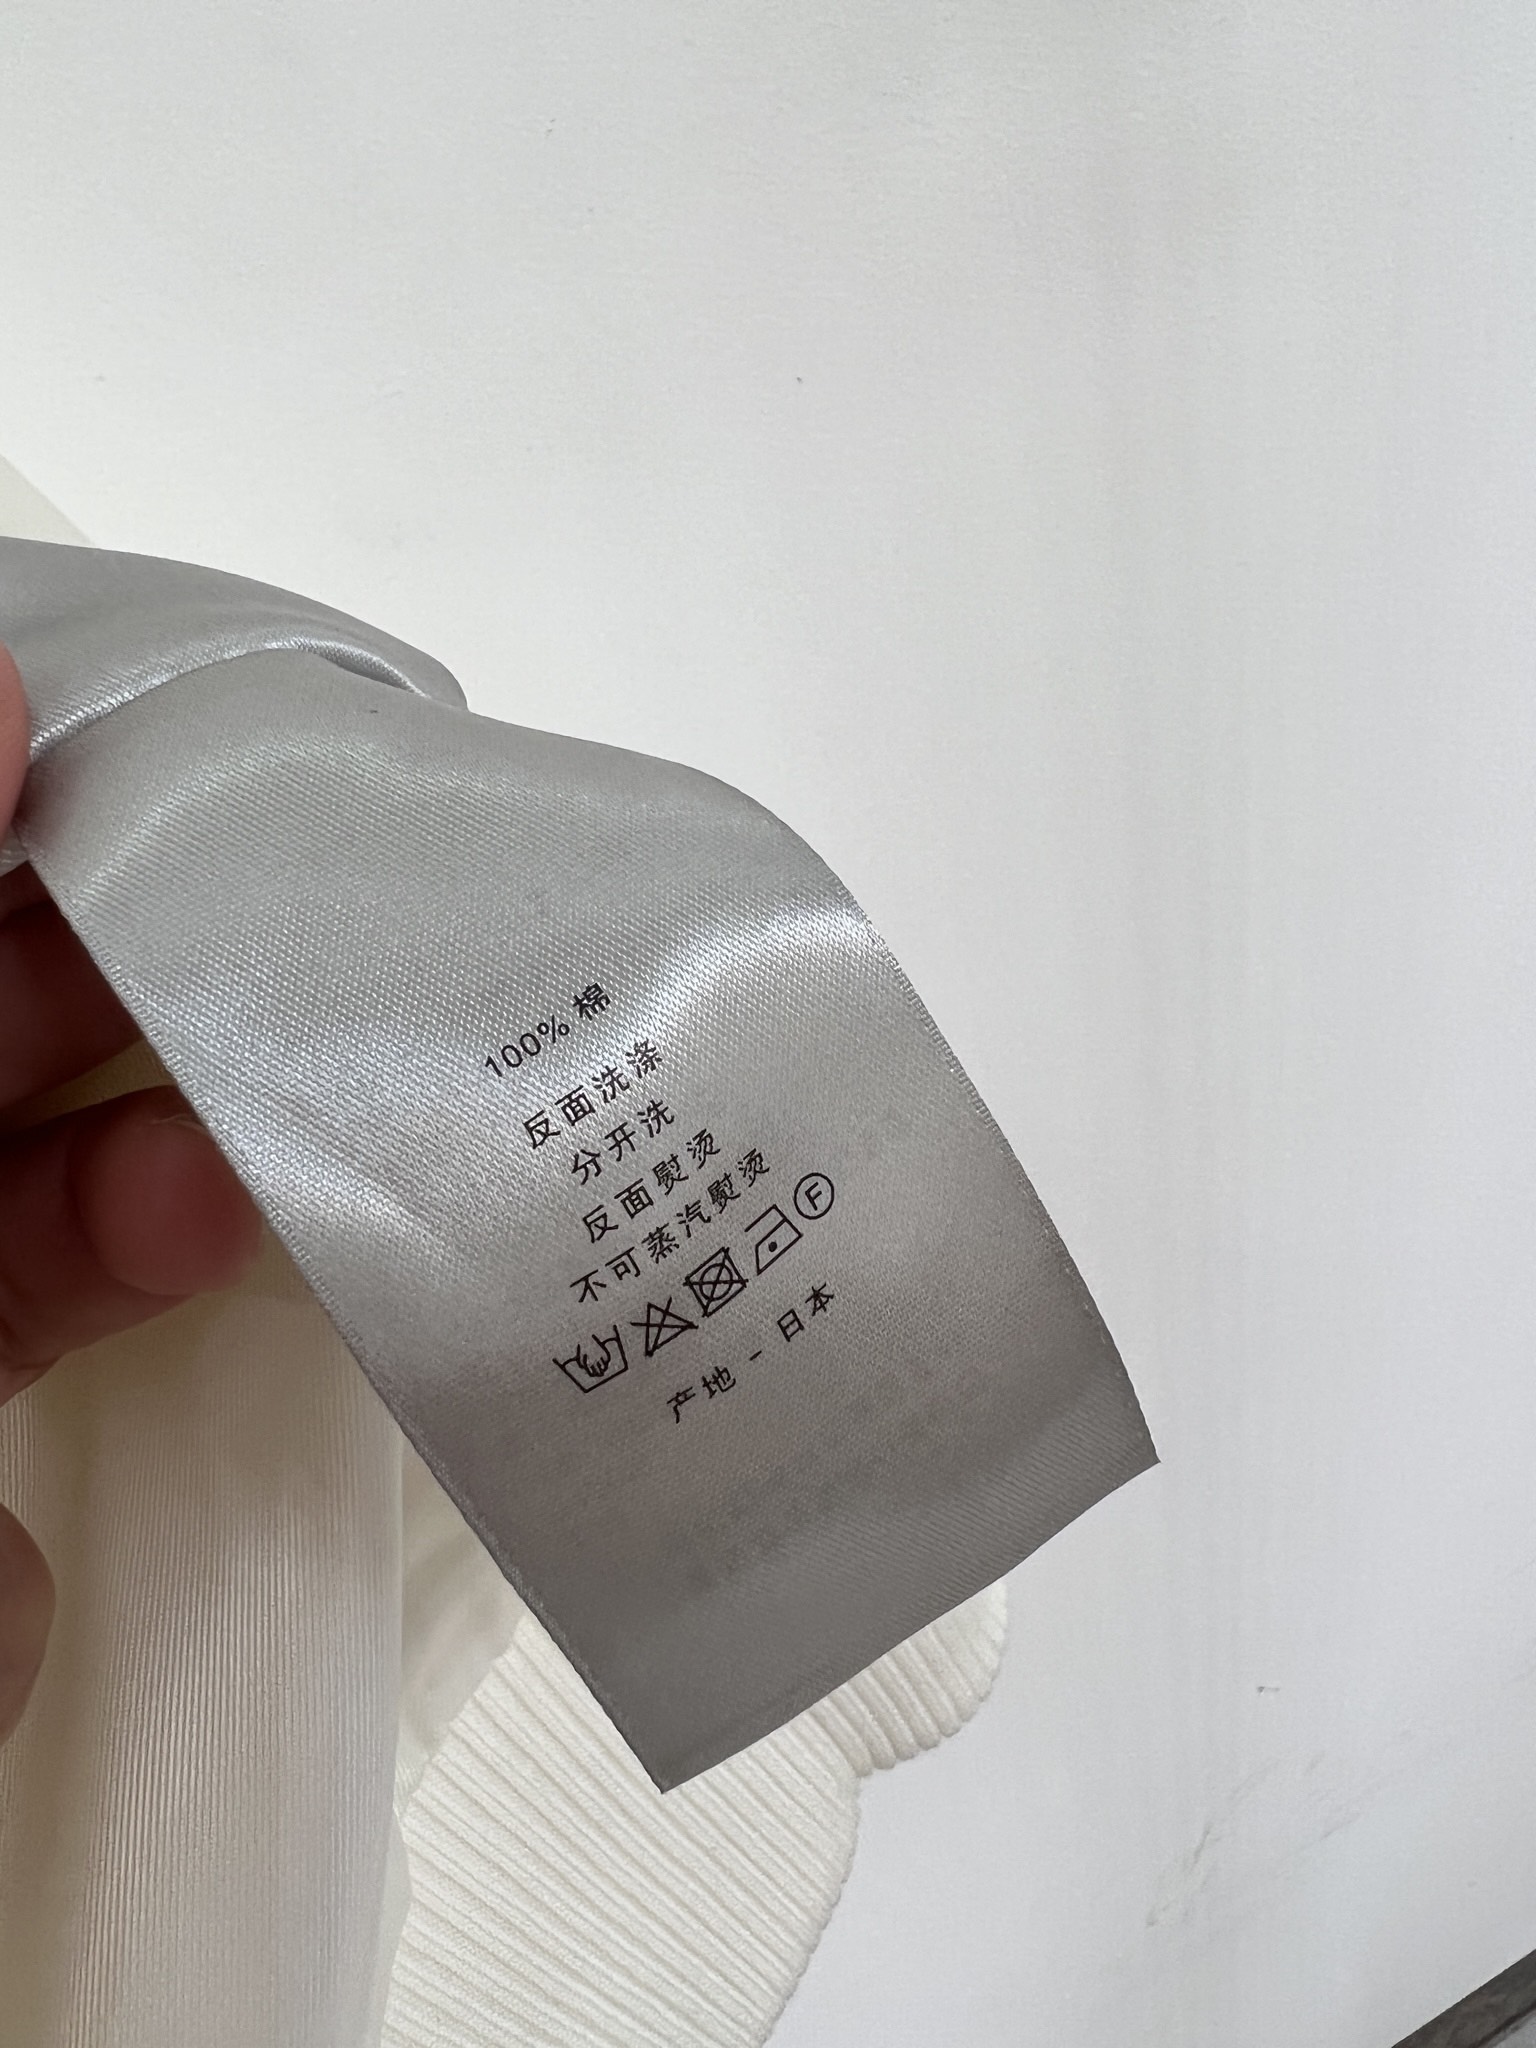 100% 棉
反面洗涤
分开洗
反面熨烫
不可蒸汽熨烫
F
产地 - 日本